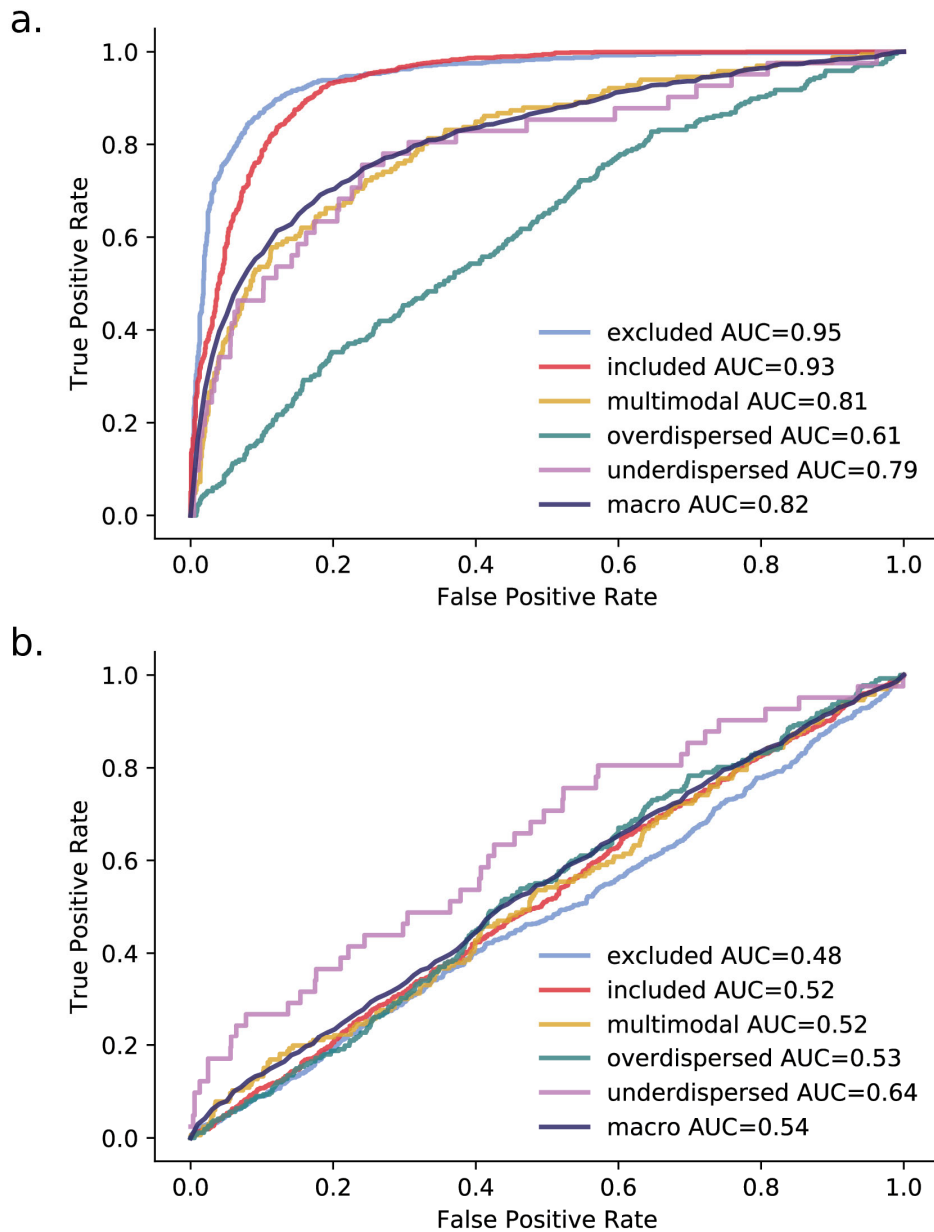 a.
True Positive Rate
1.0
0.8
0.6
0.4
0.2
0.0
excluded AUC=0.95
included AUC=0.93
multimodal AUC=0.81
overdispersed AUC=0.61
underdispersed AUC=0.79
macro AUC=0.82
0.0 0.2 0.4 0.6 0.8 1.0
False Positive Rate
b.
True Positive Rate
1.0
0.8
0.6
0.4
0.2
0.0
excluded AUC=0.48
included AUC=0.52
multimodal AUC=0.52
overdispersed AUC=0.53
underdispersed AUC=0.64
macro AUC=0.54
0.0 0.2 0.4 0.6 0.8 1.0
False Positive Rate